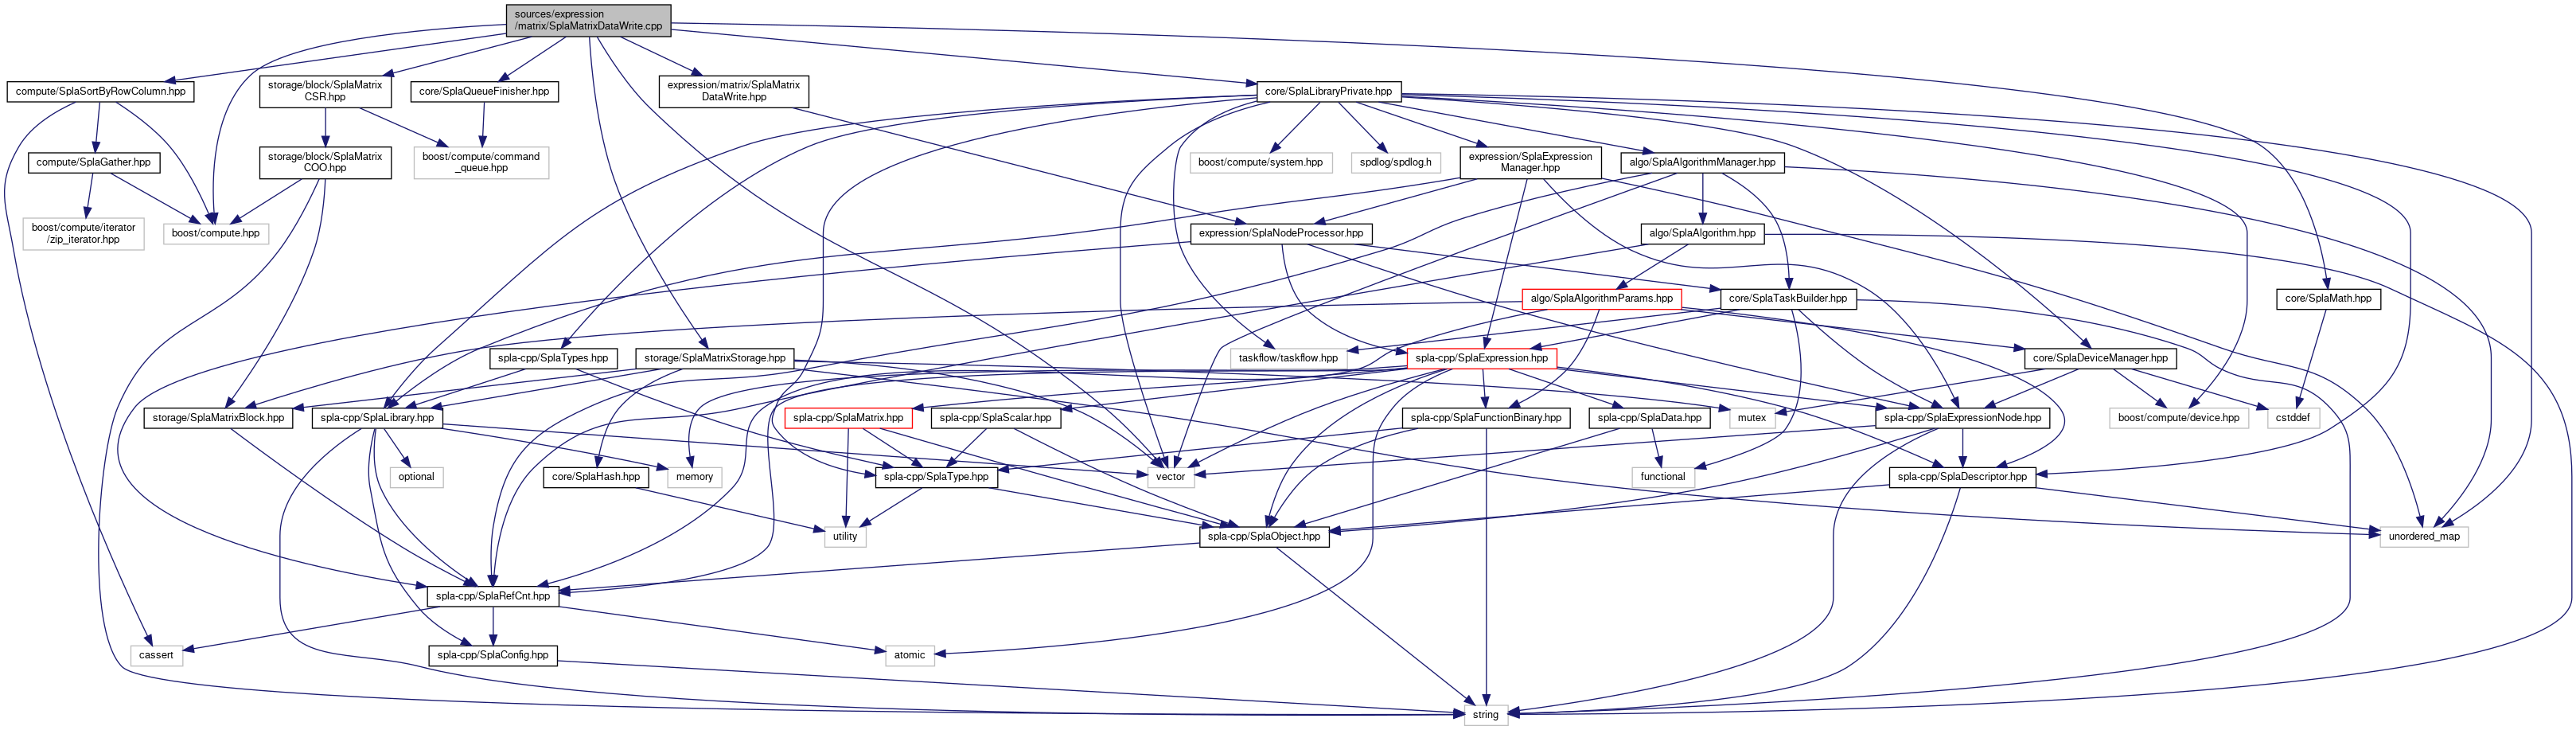 sources/expression
/matrix/SplaMatrixDataWrite.cpp
compute/SplaSortByRowColumn.hpp
storage/block/SplaMatrix
CSR.hpp
core/SplaQueueFinisher.hpp
expression/matrix/SplaMatrix
DataWrite.hpp
core/SplaLibraryPrivate.hpp
compute/SplaGather.hpp
storage/block/SplaMatrix
COO.hpp
boost/compute/command
_queue.hpp
boost/compute/system.hpp
spdlog/spdlog.h
expression/SplaExpression
Manager.hpp
algo/SplaAlgorithmManager.hpp
boost/compute/iterator
/zip_iterator.hpp
boost/compute.hpp
expression/SplaNodeProcessor.hpp
algo/SplaAlgorithm.hpp
algo/SplaAlgorithmParams.hpp
core/SplaTaskBuilder.hpp
core/SplaMath.hpp
spla-cpp/SplaTypes.hpp
storage/SplaMatrixStorage.hpp
taskflow/taskflow.hpp
spla-cpp/SplaExpression.hpp
core/SplaDeviceManager.hpp
storage/SplaMatrixBlock.hpp
spla-cpp/SplaLibrary.hpp
spla-cpp/SplaMatrix.hpp
spla-cpp/SplaScalar.hpp
mutex
spla-cpp/SplaFunctionBinary.hpp
spla-cpp/SplaData.hpp
spla-cpp/SplaExpressionNode.hpp
boost/compute/device.hpp
cstddef
optional
core/SplaHash.hpp
memory
spla-cpp/SplaType.hpp
vector
functional
spla-cpp/SplaDescriptor.hpp
utility
spla-cpp/SplaObject.hpp
unordered_map
spla-cpp/SplaRefCnt.hpp
cassert
spla-cpp/SplaConfig.hpp
atomic
string